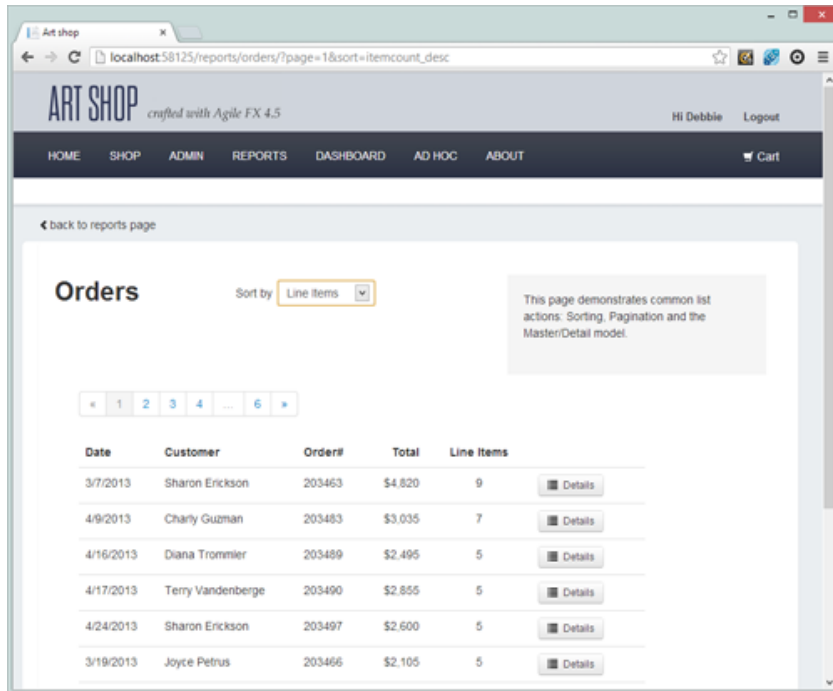 Art shop
localhost:58125/reports/orders/?page=1&sort=itemcount_desc
ART SHOP crafted with Agile FX 4.5
Hi Debbie Logout
HOME SHOP ADMIN REPORTS DASHBOARD AD HOC ABOUT Cart
back to reports page
Orders
Sort by Line Items
This page demonstrates common list
actions: Sorting, Pagination and the
Master/Detail model.
« 1 2 3 4 ... 6 »
Date Customer Order# Total Line Items
3/7/2013 Sharon Erickson 203463 $4,820 9 Details
4/9/2013 Charly Guzman 203483 $3,035 7 Details
4/16/2013 Diana Trommler 203489 $2,495 5 Details
4/17/2013 Terry Vandenberge 203490 $2,855 5 Details
4/24/2013 Sharon Erickson 203497 $2,600 5 Details
3/19/2013 Joyce Petrus 203466 $2,105 5 Details